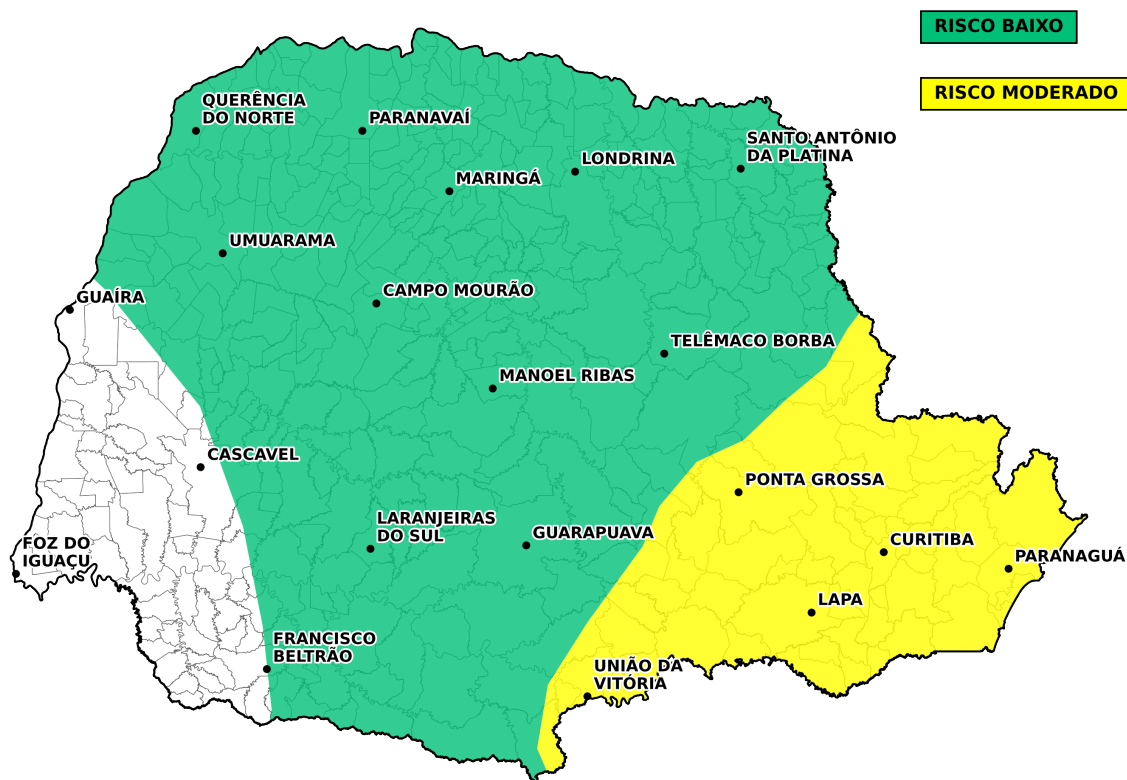 RISCO BAIXO
RISCO MODERADO
QUERÊNCIA
DO NORTE
PARANAVAÍ
SANTO ANTÔNIO
DA PLATINA
LONDRINA
MARINGÁ
UMUARAMA
CAMPO MOURÃO
GUAÍRA
TELÊMACO BORBA
MANOEL RIBAS
CASCAVEL
PONTA GROSSA
LARANJEIRAS
DO SUL
GUARAPUAVA
CURITIBA
FOZ DO
IGUAÇU
PARANAGUÁ
LAPA
FRANCISCO
BELTRÃO
UNIÃO DA
VITÓRIA